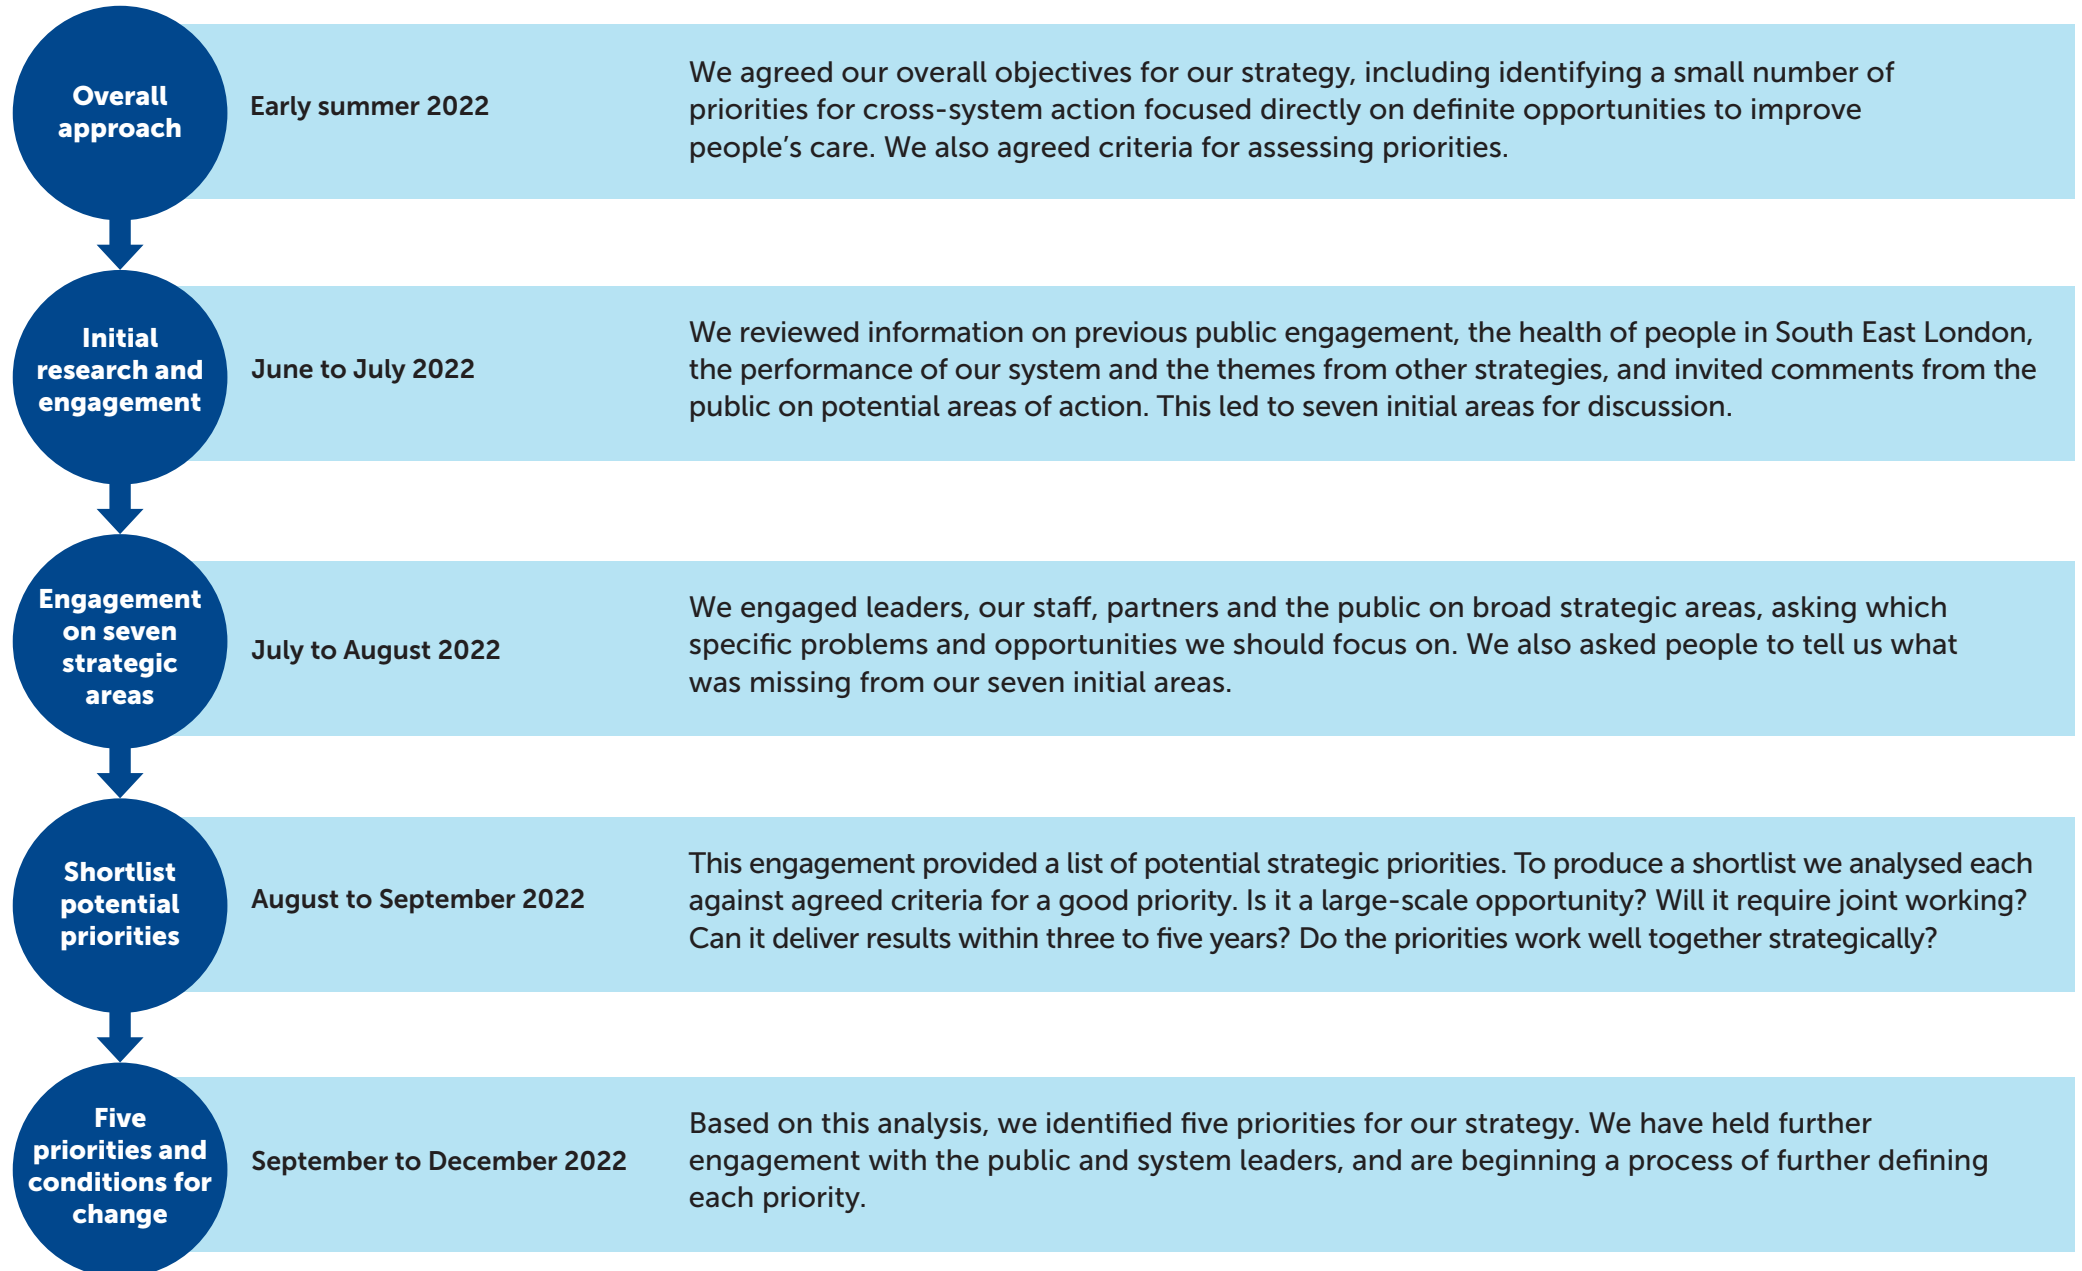 Overall
approach
Early summer 2022
We agreed our overall objectives for our strategy, including identifying a small number of
priorities for cross-system action focused directly on definite opportunities to improve
people’s care. We also agreed criteria for assessing priorities.
Initial
research and
engagement
June to July 2022
We reviewed information on previous public engagement, the health of people in South East London,
the performance of our system and the themes from other strategies, and invited comments from the
public on potential areas of action. This led to seven initial areas for discussion.
Engagement
on seven
strategic
areas
July to August 2022
We engaged leaders, our staff, partners and the public on broad strategic areas, asking which
specific problems and opportunities we should focus on. We also asked people to tell us what
was missing from our seven initial areas.
Shortlist
potential
priorities
August to September 2022
This engagement provided a list of potential strategic priorities. To produce a shortlist we analysed each
against agreed criteria for a good priority. Is it a large-scale opportunity? Will it require joint working?
Can it deliver results within three to five years? Do the priorities work well together strategically?
Five
priorities and
conditions for
change
September to December 2022
Based on this analysis, we identified five priorities for our strategy. We have held further
engagement with the public and system leaders, and are beginning a process of further defining
each priority.